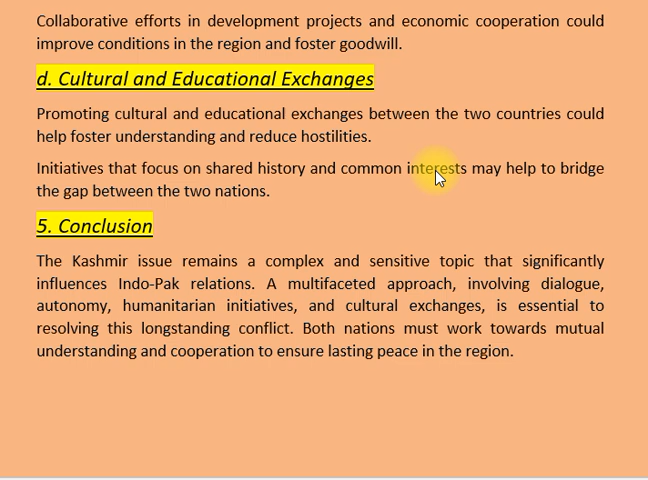 Collaborative efforts in development projects and economic cooperation could
improve conditions in the region and foster goodwill.
d. Cultural and Educational Exchanges
Promoting cultural and educational exchanges between the two countries could
help foster understanding and reduce hostilities.
Initiatives that focus on shared history and common interests may help to bridge
the gap between the two nations.
5. Conclusion
The Kashmir issue remains a complex and sensitive topic that significantly
influences Indo-Pak relations. A multifaceted approach, involving dialogue,
autonomy, humanitarian initiatives, and cultural exchanges, is essential to
resolving this longstanding conflict. Both nations must work towards mutual
understanding and cooperation to ensure lasting peace in the region.